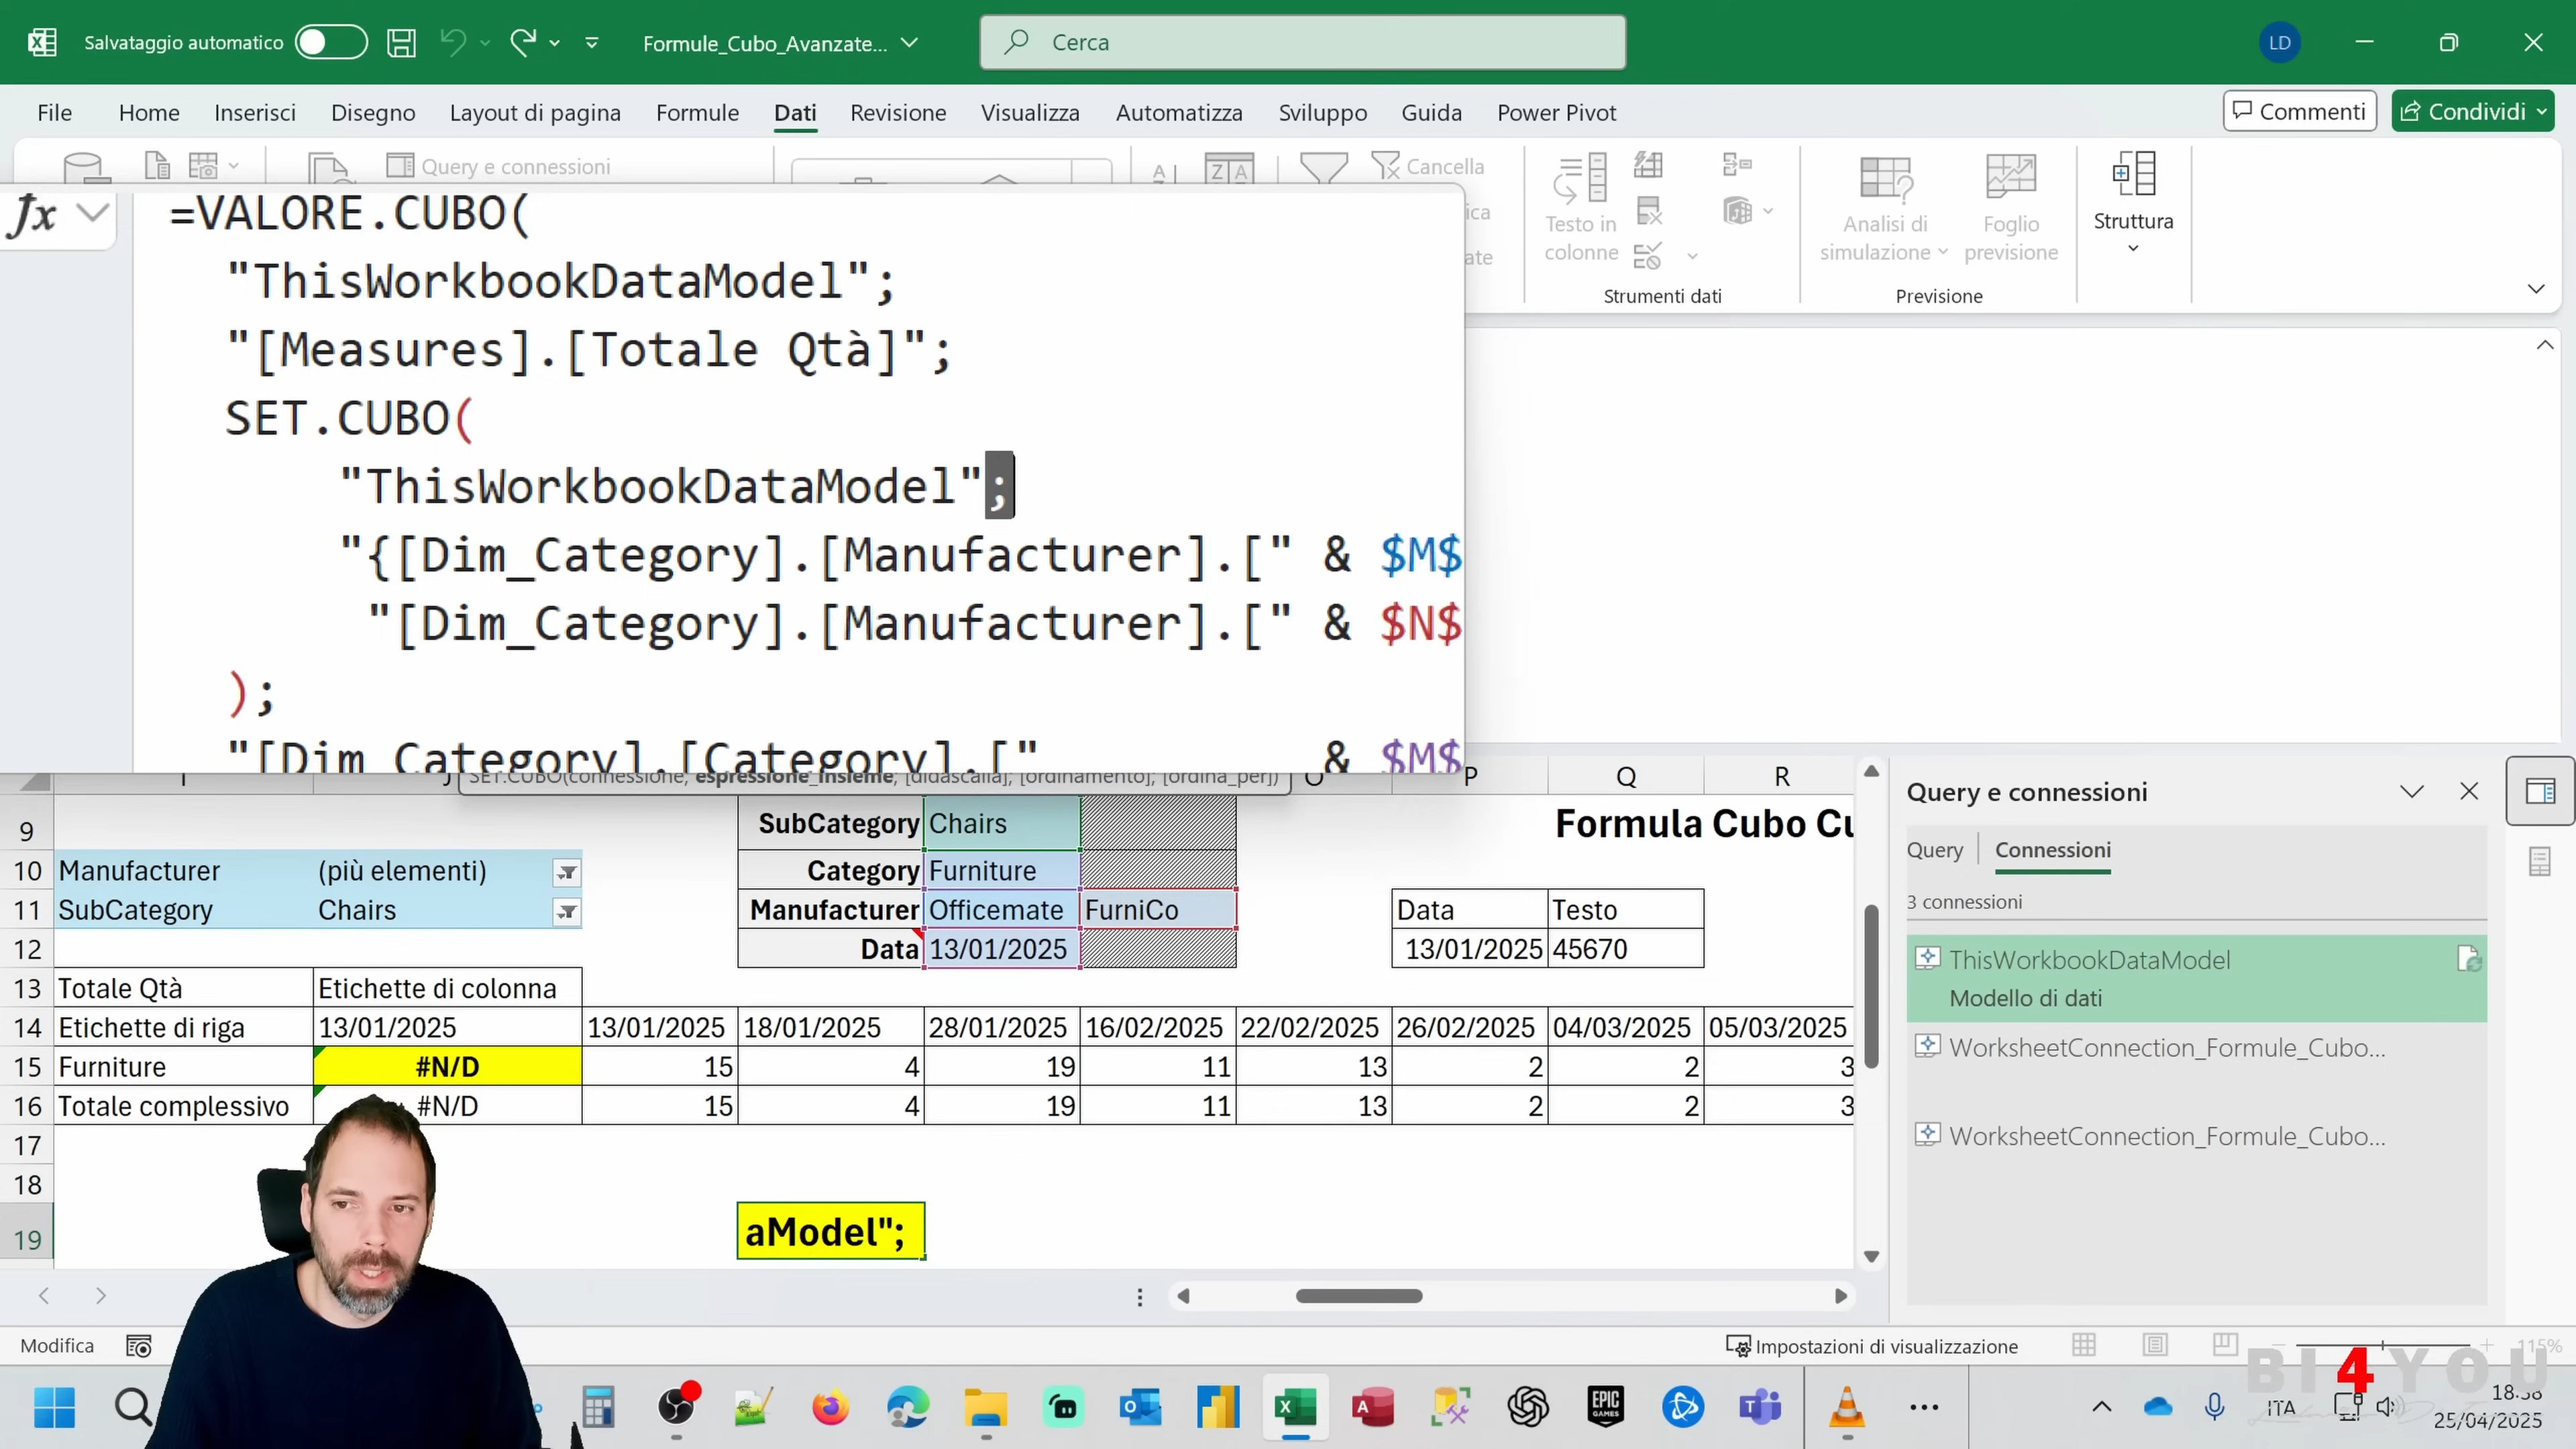 Salvataggio automatico
Formule_Cubo_Avanzate...
Cerca
LD
File Home Inserisci Disegno Layout di pagina Formule Dati Revisione Visualizza Automatizza Sviluppo Guida Power Pivot
Commenti
Condividi
Query e connessioni
Cancella
Testo in colonne
Strumenti dati
Analisi di simulazione
Foglio previsione
Previsione
Struttura
fx
=VALORE.CUBO(
"ThisWorkbookDataModel";
"[Measures].[Totale Qtà]";
SET.CUBO(
"ThisWorkbookDataModel";
"{[Dim_Category].[Manufacturer].[" & $M$
"[Dim_Category].[Manufacturer].[" & $N$
);
"[Dim_Category].[Category].[" & $M$
SET.CUBO(connessione; espressione_insieme; [didascalia]; [ordinamento]; [ordina_per])
P Q R
9 SubCategory Chairs Formula Cubo
10 Manufacturer (più elementi) Category Furniture
11 SubCategory Chairs Manufacturer Officemate FurniCo Data Testo
12 Data 13/01/2025 13/01/2025 45670
13 Totale Qtà Etichette di colonna
14 Etichette di riga 13/01/2025 13/01/2025 18/01/2025 28/01/2025 16/02/2025 22/02/2025 26/02/2025 04/03/2025 05/03/2025
15 Furniture #N/D 15 4 19 11 13 2 2 3
16 Totale complessivo #N/D 15 4 19 11 13 2 2 3
17
18
19 aModel";
Query e connessioni
Query Connessioni
3 connessioni
ThisWorkbookDataModel
Modello di dati
WorksheetConnection_Formule_Cubo...
WorksheetConnection_Formule_Cubo...
Modifica
Impostazioni di visualizzazione
115%
BI4YOU
ITA
18:38
25/04/2025